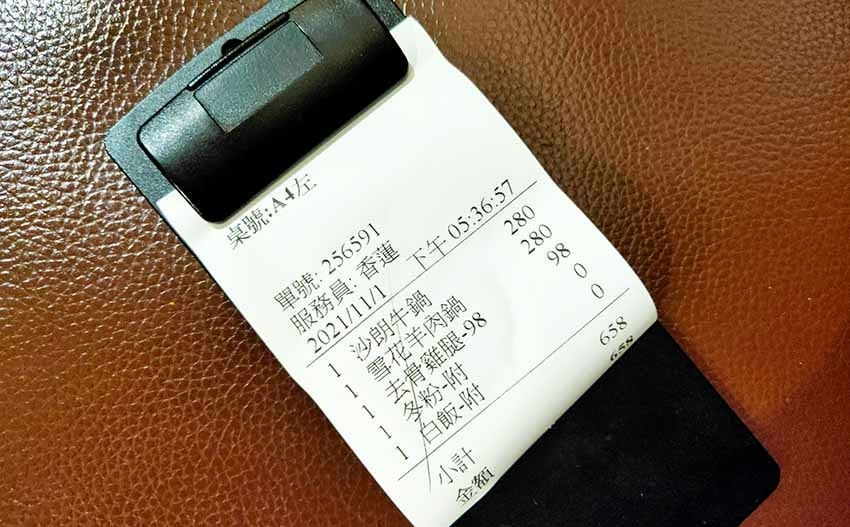 桌號:A4左
單號: 256591
服務員: 香蓮
2021/11/1 下午 05:36:57
1 沙朗牛鍋 280
1 雪花羊肉鍋 280
1 去骨雞腿-98 98
1 冬粉-附 0
1 白飯-附 0
小計 658
金額 658